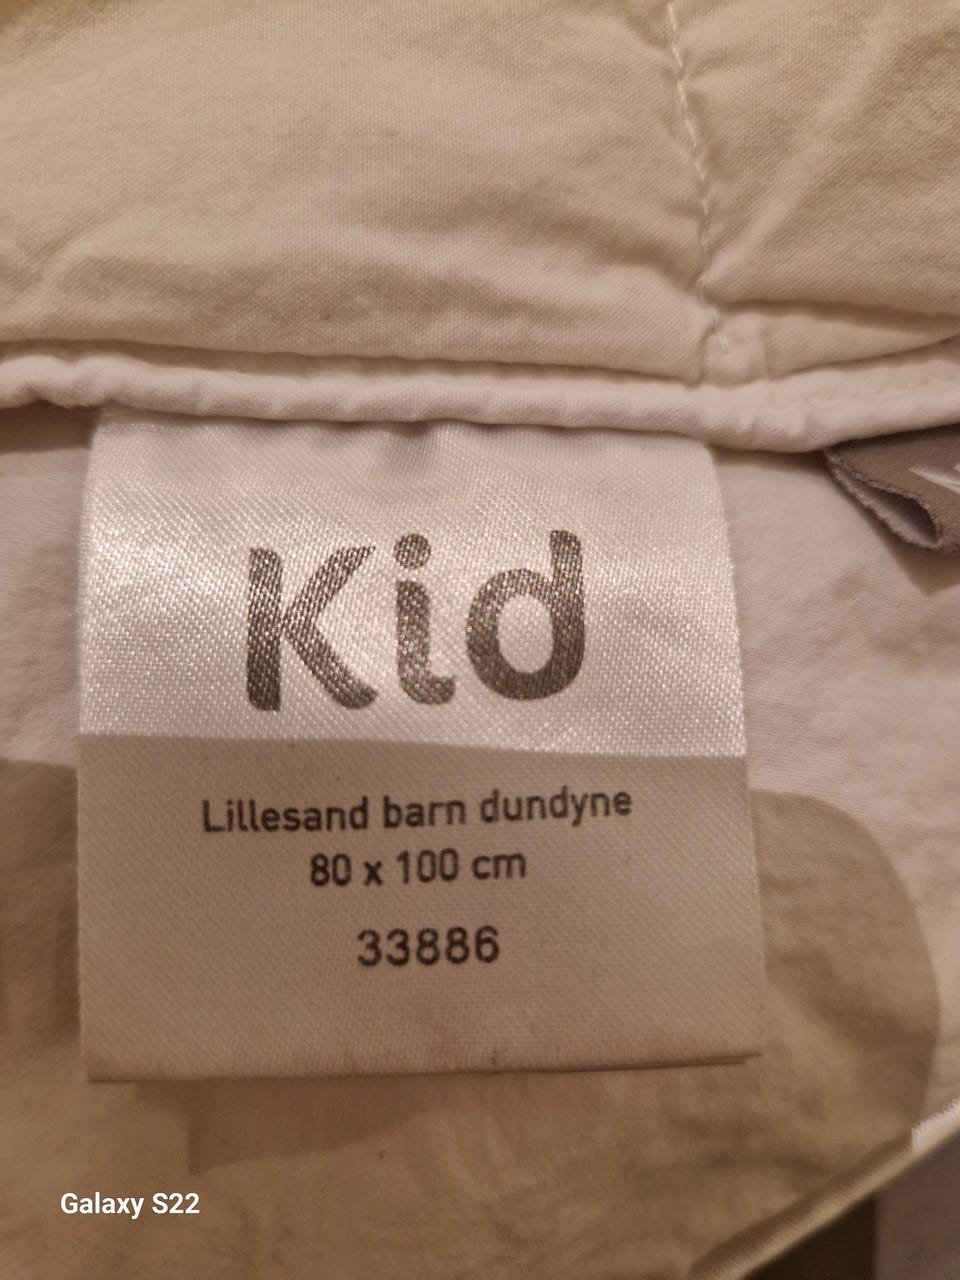 Kid
Lillesand barn dundyne
80 x 100 cm
33886
Galaxy S22